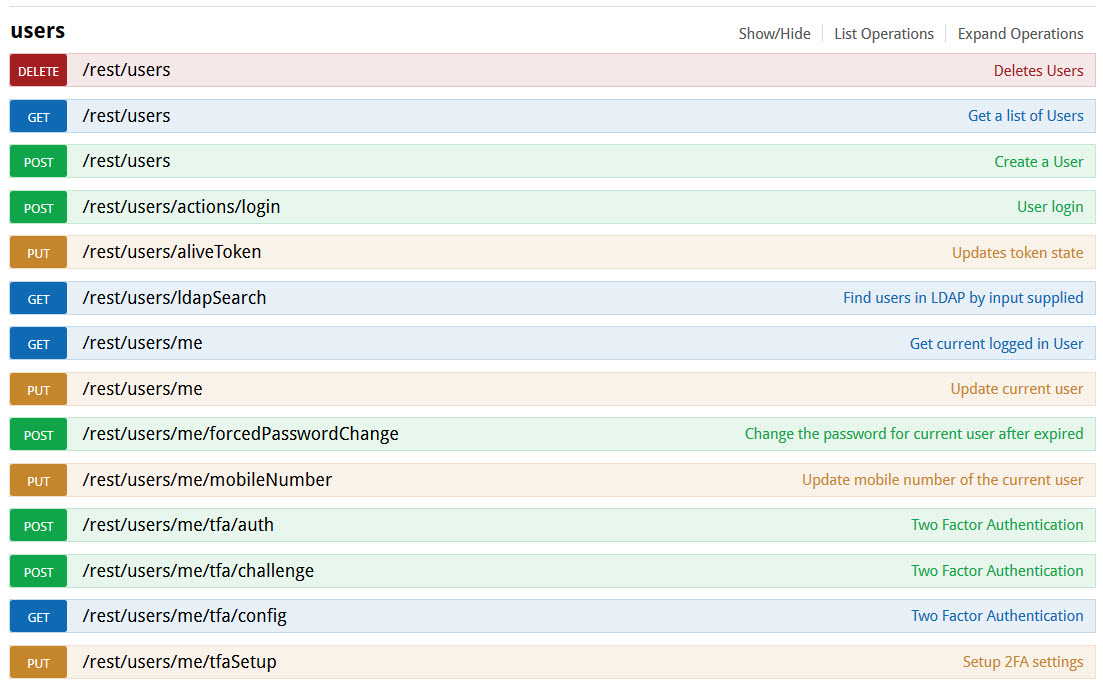 users Show/Hide List Operations Expand Operations
DELETE /rest/users Deletes Users
GET /rest/users Get a list of Users
POST /rest/users Create a User
POST /rest/users/actions/login User login
PUT /rest/users/aliveToken Updates token state
GET /rest/users/ldapSearch Find users in LDAP by input supplied
GET /rest/users/me Get current logged in User
PUT /rest/users/me Update current user
POST /rest/users/me/forcedPasswordChange Change the password for current user after expired
PUT /rest/users/me/mobileNumber Update mobile number of the current user
POST /rest/users/me/tfa/auth Two Factor Authentication
POST /rest/users/me/tfa/challenge Two Factor Authentication
GET /rest/users/me/tfa/config Two Factor Authentication
PUT /rest/users/me/tfaSetup Setup 2FA settings